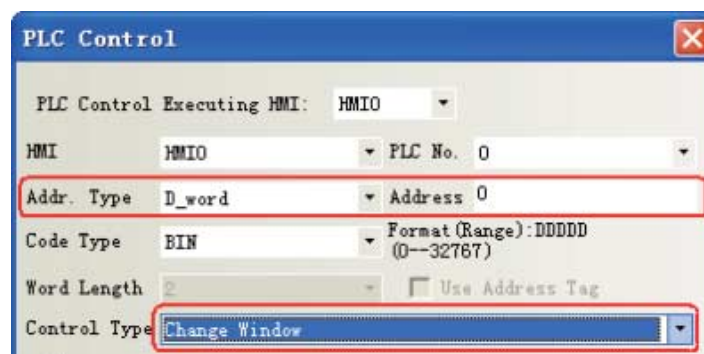 PLC Control
PLC Control Executing HMI: HMI0
HMI HMI0 PLC No. 0
Addr. Type D_word Address 0
Code Type BIN Format(Range):DDDDD
(0--32767)
Word Length 2 Use Address Tag
Control Type Change Window